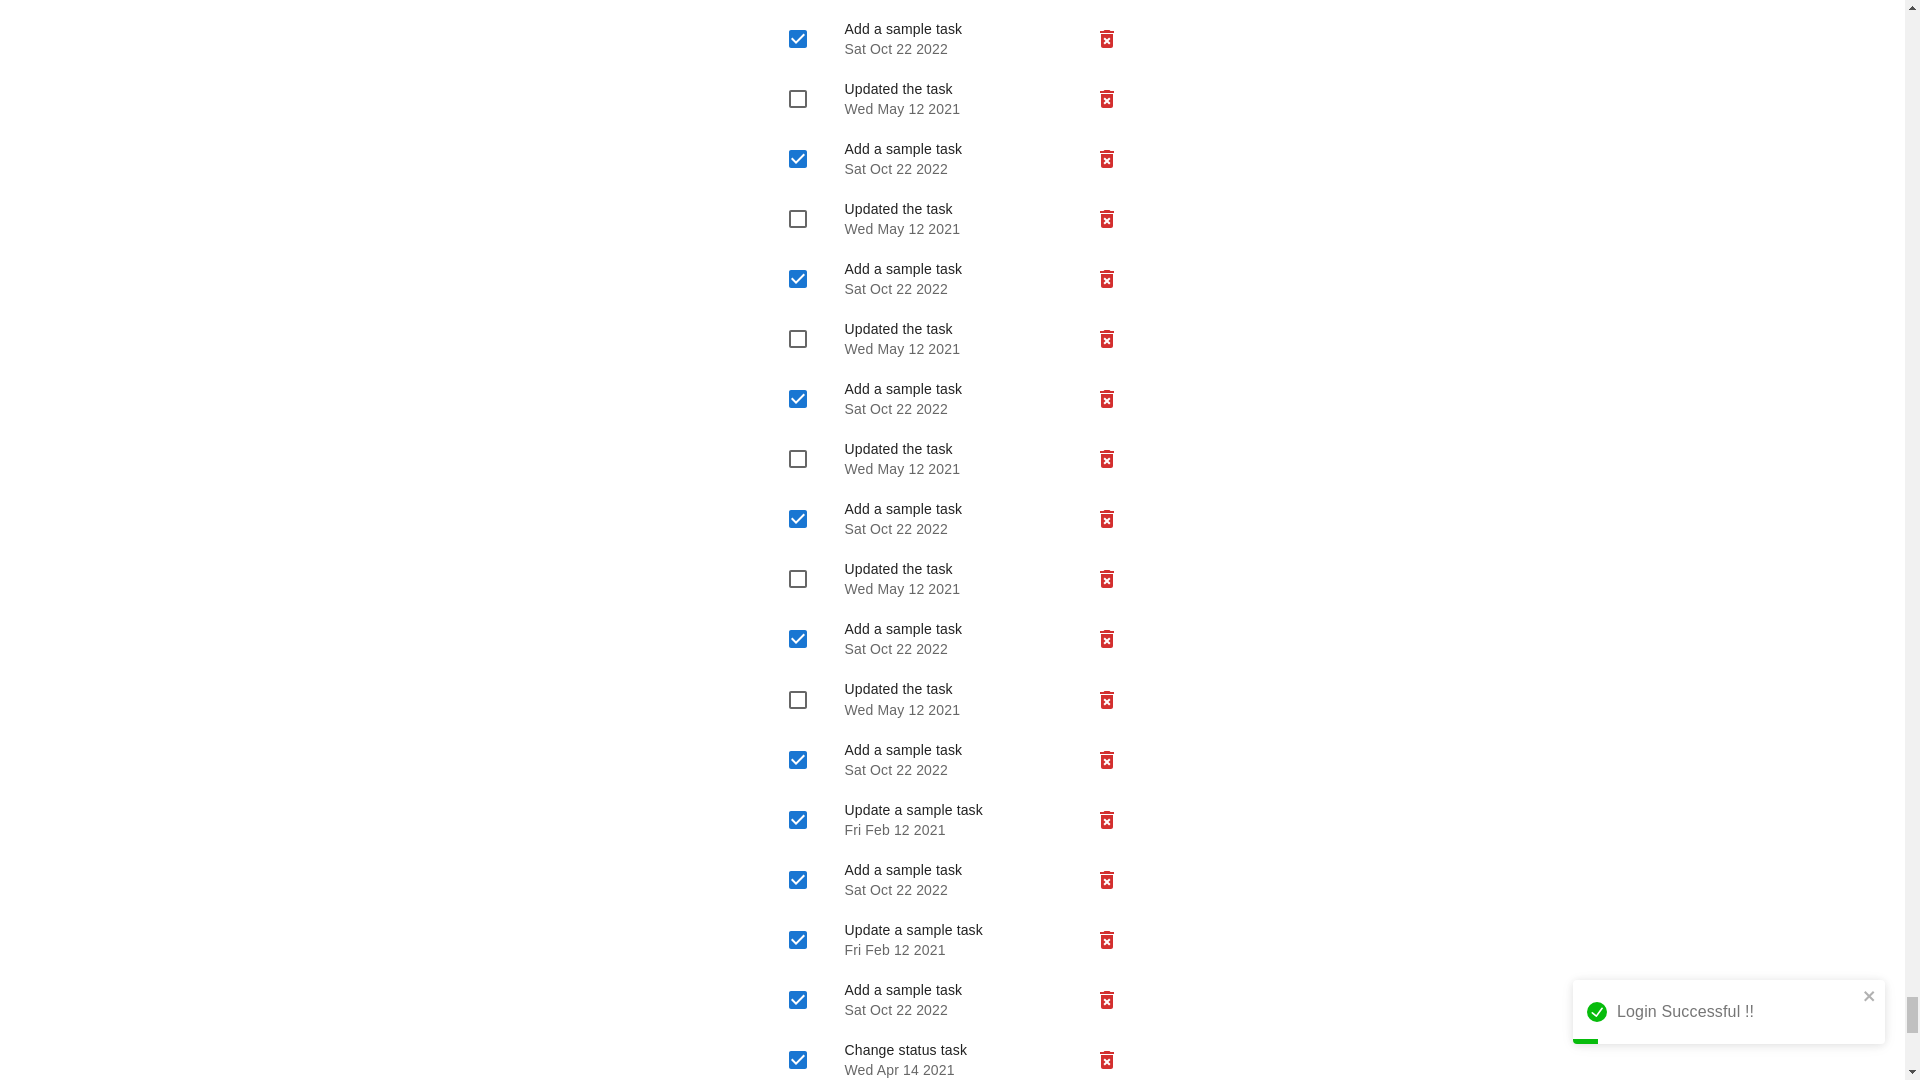 Add a sample task
Sat Oct 22 2022
Updated the task
Wed May 12 2021
Add a sample task
Sat Oct 22 2022
Updated the task
Wed May 12 2021
Add a sample task
Sat Oct 22 2022
Updated the task
Wed May 12 2021
Add a sample task
Sat Oct 22 2022
Updated the task
Wed May 12 2021
Add a sample task
Sat Oct 22 2022
Updated the task
Wed May 12 2021
Add a sample task
Sat Oct 22 2022
Updated the task
Wed May 12 2021
Add a sample task
Sat Oct 22 2022
Update a sample task
Fri Feb 12 2021
Add a sample task
Sat Oct 22 2022
Update a sample task
Fri Feb 12 2021
Add a sample task
Sat Oct 22 2022
Login Successful !!
Change status task
Wed Apr 14 2021